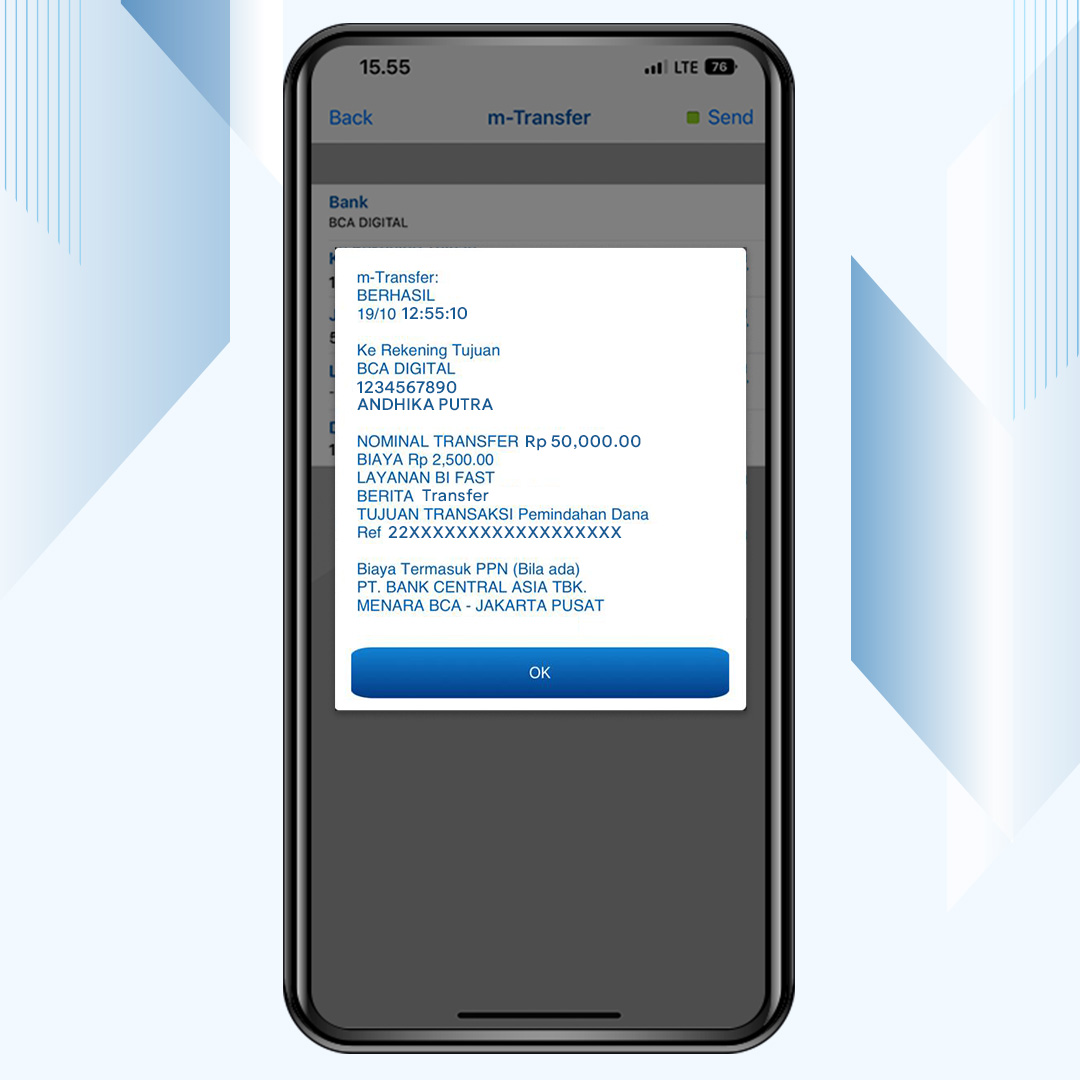 15.55
LTE 76
Back m-Transfer Send
Bank
BCA DIGITAL
m-Transfer:
BERHASIL
19/10 12:55:10
Ke Rekening Tujuan
BCA DIGITAL
1234567890
ANDHIKA PUTRA
NOMINAL TRANSFER Rp 50,000.00
BIAYA Rp 2,500.00
LAYANAN BI FAST
BERITA Transfer
TUJUAN TRANSAKSI Pemindahan Dana
Ref 22XXXXXXXXXXXXXXXXXX
Biaya Termasuk PPN (Bila ada)
PT. BANK CENTRAL ASIA TBK.
MENARA BCA - JAKARTA PUSAT
OK